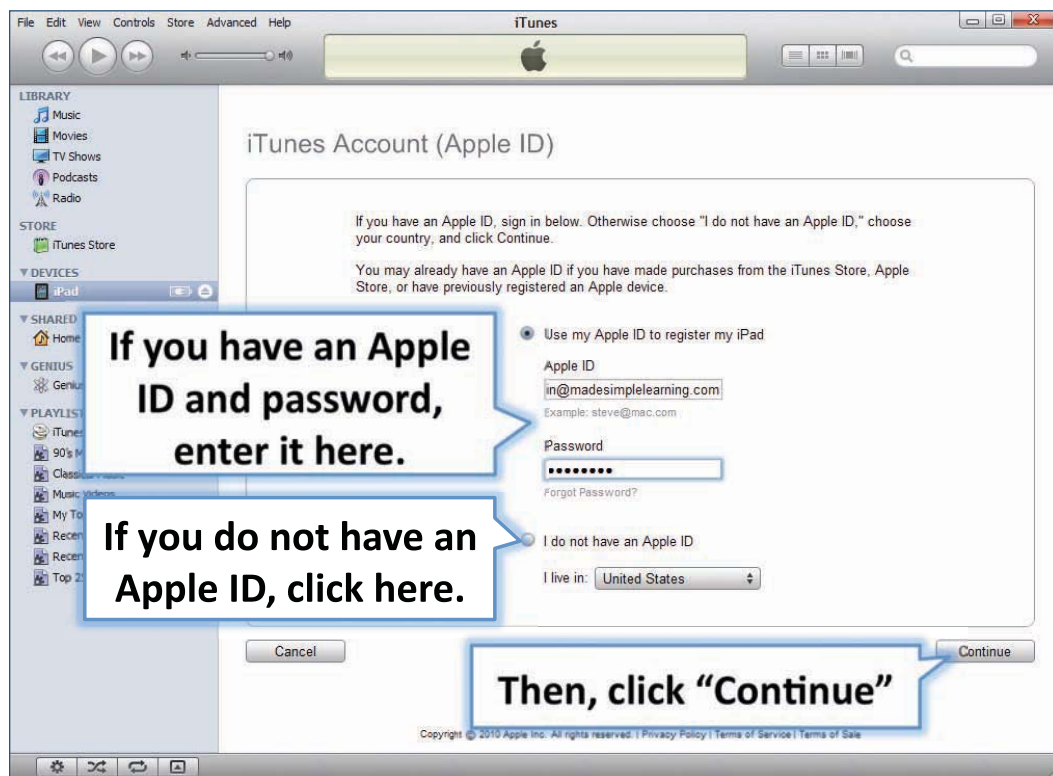 File Edit View Controls Store Advanced Help
iTunes
LIBRARY
Music
Movies
TV Shows
Podcasts
Radio
STORE
iTunes Store
DEVICES
iPad
SHARED
Home
GENIUS
PLAYLIST
iTunes
90's M
Music Videos
My To
Recen
Recen
Top 2
iTunes Account (Apple ID)
If you have an Apple ID, sign in below. Otherwise choose "I do not have an Apple ID," choose
your country, and click Continue.
You may already have an Apple ID if you have made purchases from the iTunes Store, Apple
Store, or have previously registered an Apple device.
Use my Apple ID to register my iPad
Apple ID
in@madesimplelearning.com
Example: steve@mac.com
Password
••••••••
Forgot Password?
I do not have an Apple ID
I live in: United States
If you have an Apple
ID and password,
enter it here.
If you do not have an
Apple ID, click here.
Cancel
Continue
Then, click “Continue”
Copyright © 2010 Apple Inc. All rights reserved. | Privacy Policy | Terms of Service | Terms of Sale